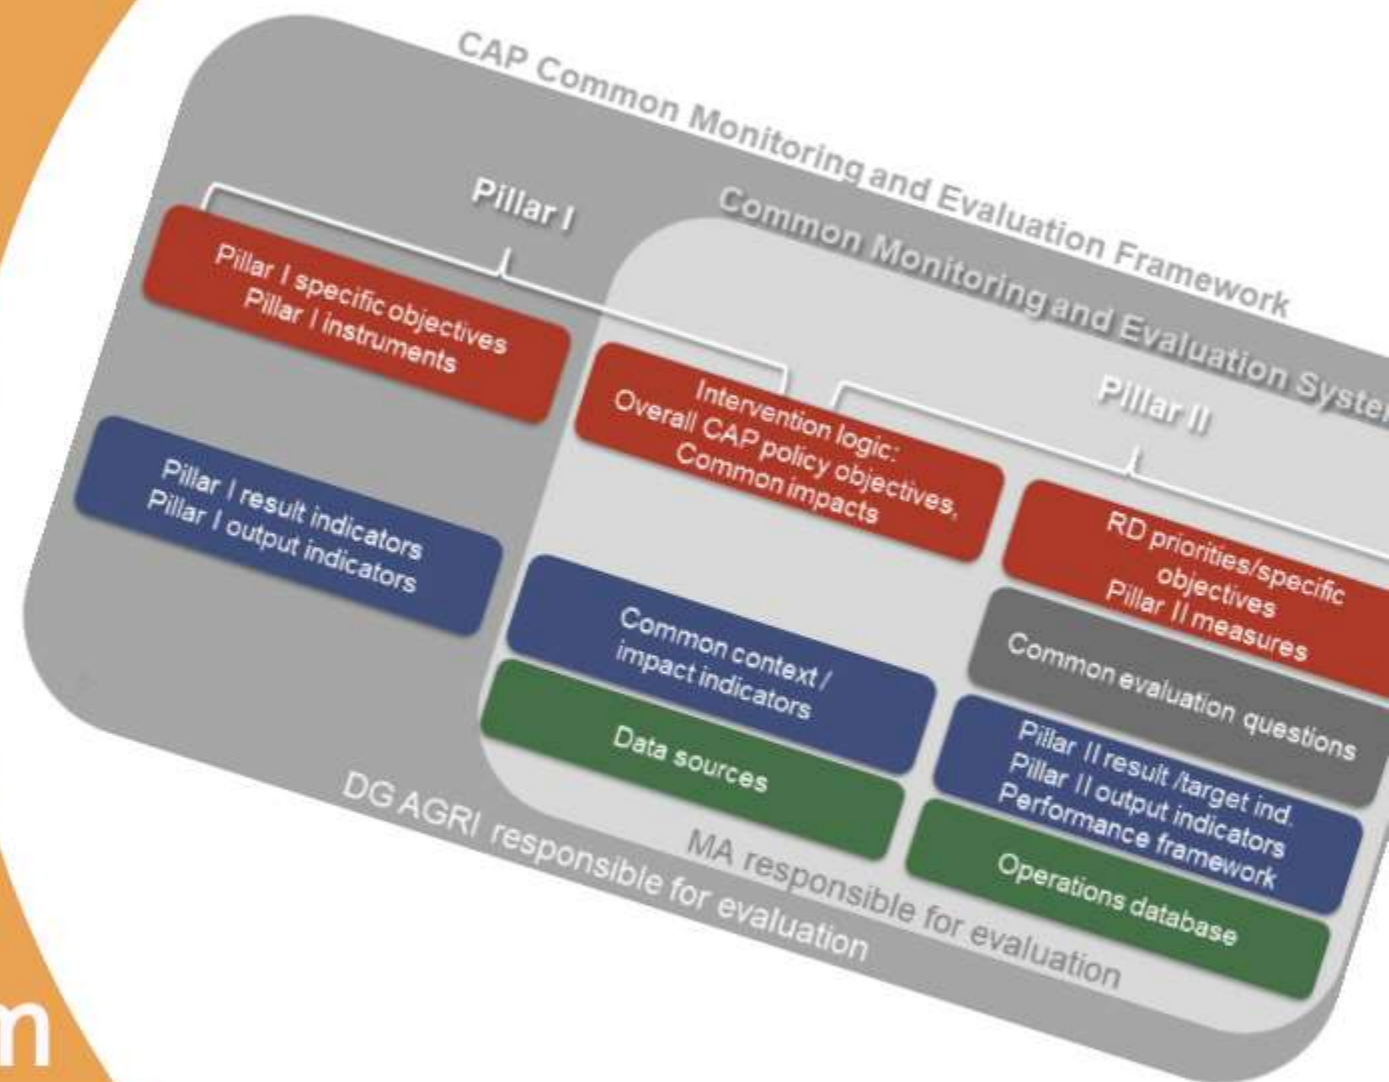 CAP Common Monitoring and Evaluation Framework
Common Monitoring and Evaluation System
Pillar I
Pillar I specific objectives
Pillar I instruments
Pillar I result indicators
Pillar I output indicators
Intervention logic:
Overall CAP policy objectives,
Common impacts
Common context /
impact indicators
Data sources
Pillar II
RD priorities/specific
objectives
Pillar II measures
Common evaluation questions
Pillar II result /target ind.
Pillar II output indicators
Performance framework
Operations database
MA responsible for evaluation
DG AGRI responsible for evaluation
m